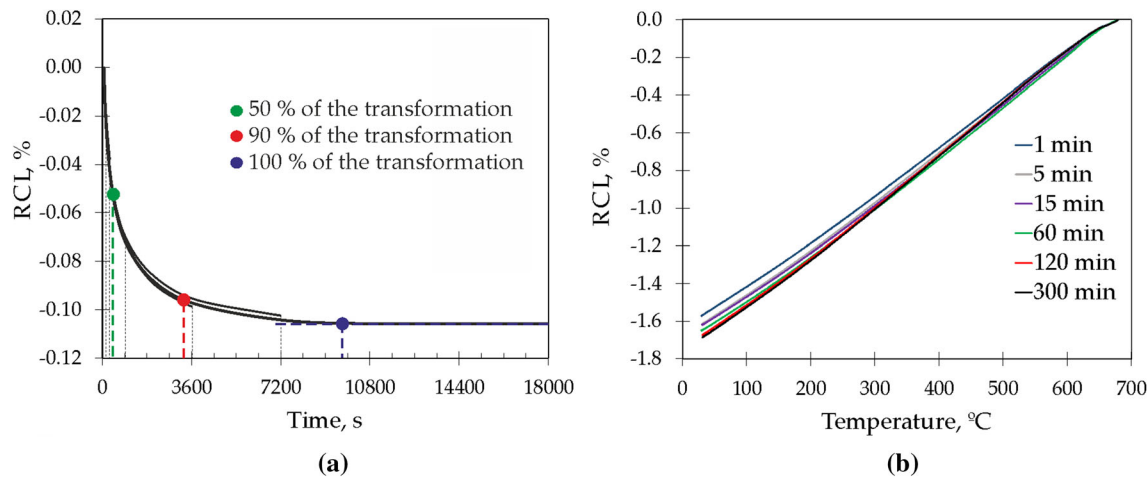 0.02
0.00
-0.02
-0.04
-0.06
-0.08
-0.10
-0.12
RCL, %
50 % of the transformation
90 % of the transformation
100 % of the transformation
0 3600 7200 10800 14400 18000
Time, s
(a)
0.0
-0.2
-0.4
-0.6
-0.8
-1.0
-1.2
-1.4
-1.6
-1.8
RCL, %
1 min
5 min
15 min
60 min
120 min
300 min
0 100 200 300 400 500 600 700
Temperature, ºC
(b)